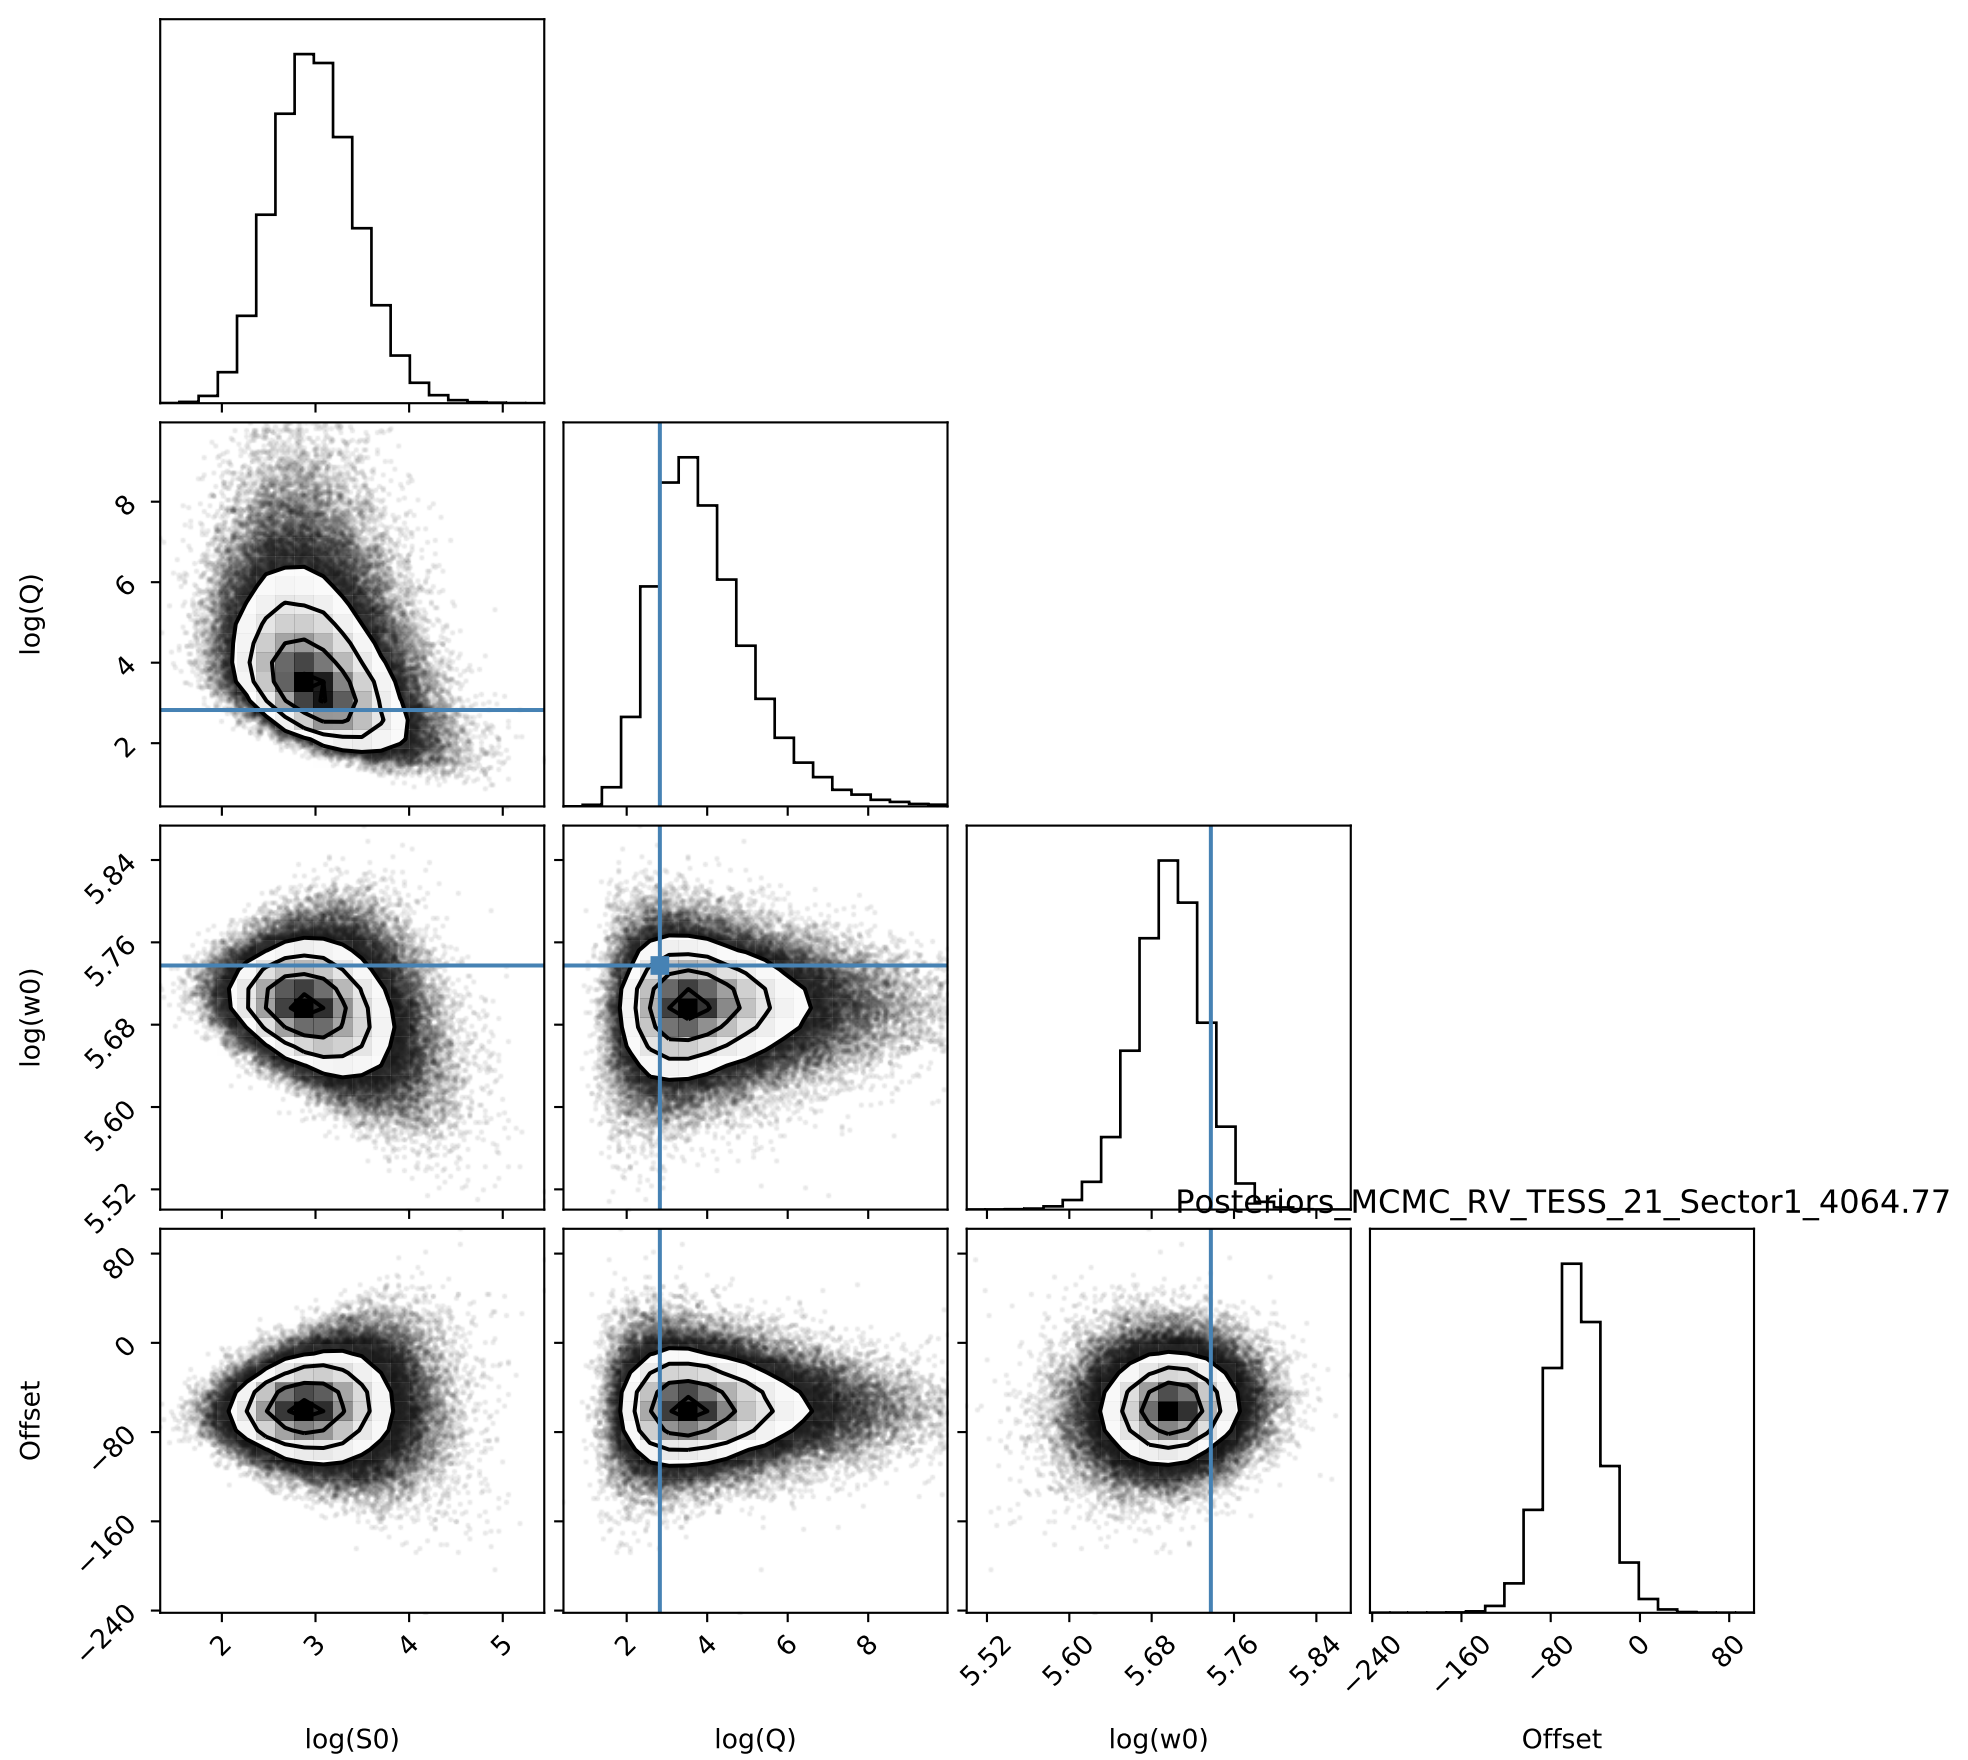 log(Q)
8
6
4
2
log(w0)
5.84
5.76
5.68
5.60
5.52
Posteriors_MCMC_RV_TESS_21_Sector1_4064.77
Offset
80
0
−80
−160
−240
2 3 4 5
2 4 6 8
5.52 5.60 5.68 5.76 5.84
−240 −160 −80 0 80
log(S0) log(Q) log(w0) Offset